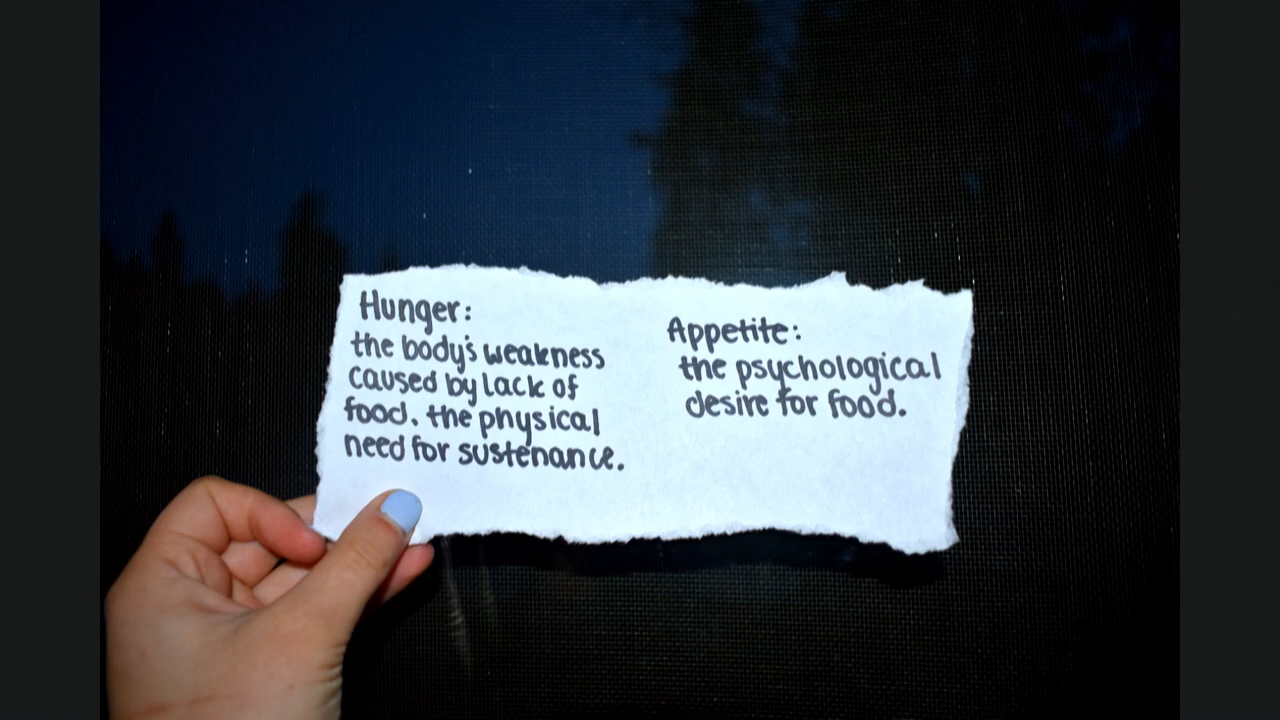 Hunger:
the body's weakness
caused by lack of
food. the physical
need for sustenance.
Appetite:
the psychological
desire for food.